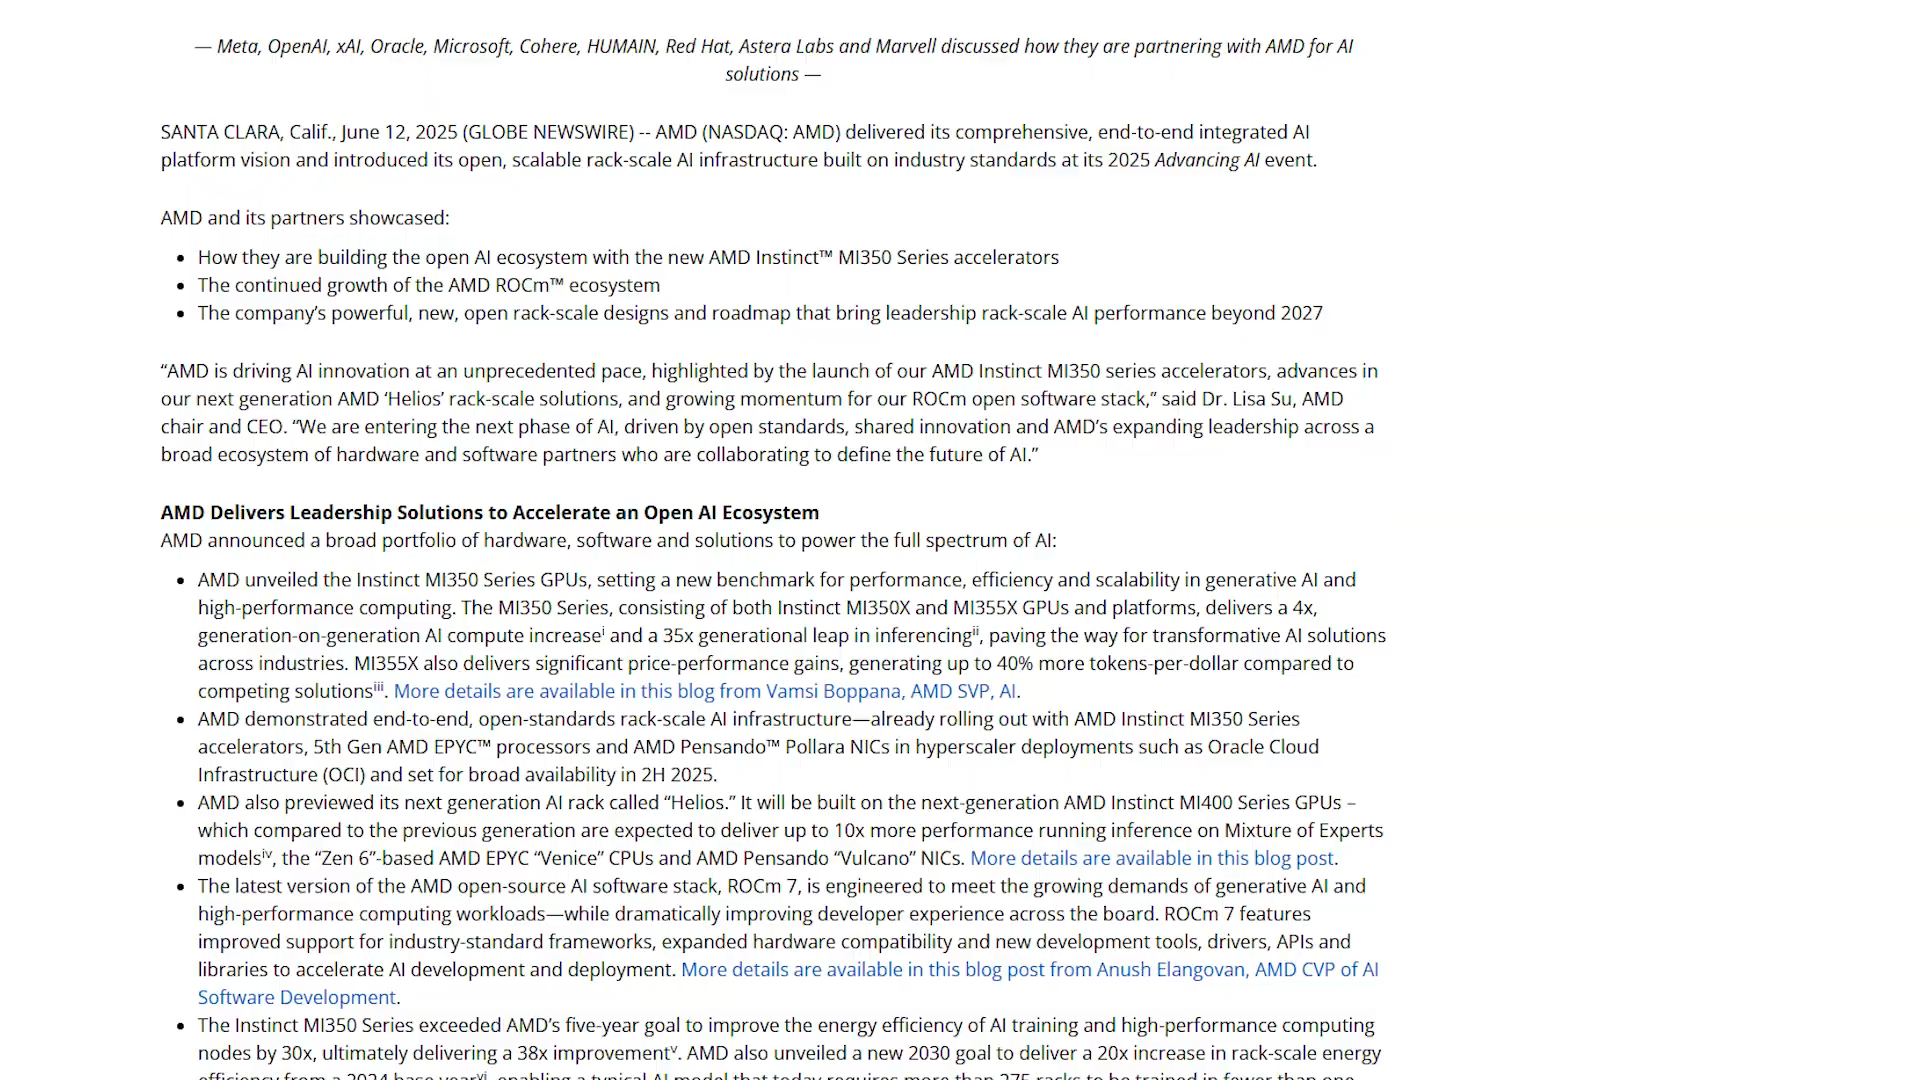 — Meta, OpenAI, xAI, Oracle, Microsoft, Cohere, HUMAIN, Red Hat, Astera Labs and Marvell discussed how they are partnering with AMD for AI
solutions —
SANTA CLARA, Calif., June 12, 2025 (GLOBE NEWSWIRE) -- AMD (NASDAQ: AMD) delivered its comprehensive, end-to-end integrated AI
platform vision and introduced its open, scalable rack-scale AI infrastructure built on industry standards at its 2025 Advancing AI event.
AMD and its partners showcased:
• How they are building the open AI ecosystem with the new AMD Instinct™ MI350 Series accelerators
• The continued growth of the AMD ROCm™ ecosystem
• The company’s powerful, new, open rack-scale designs and roadmap that bring leadership rack-scale AI performance beyond 2027
“AMD is driving AI innovation at an unprecedented pace, highlighted by the launch of our AMD Instinct MI350 series accelerators, advances in
our next generation AMD ‘Helios’ rack-scale solutions, and growing momentum for our ROCm open software stack,” said Dr. Lisa Su, AMD
chair and CEO. “We are entering the next phase of AI, driven by open standards, shared innovation and AMD’s expanding leadership across a
broad ecosystem of hardware and software partners who are collaborating to define the future of AI.”
AMD Delivers Leadership Solutions to Accelerate an Open AI Ecosystem
AMD announced a broad portfolio of hardware, software and solutions to power the full spectrum of AI:
• AMD unveiled the Instinct MI350 Series GPUs, setting a new benchmark for performance, efficiency and scalability in generative AI and
high-performance computing. The MI350 Series, consisting of both Instinct MI350X and MI355X GPUs and platforms, delivers a 4x,
generation-on-generation AI compute increaseⁱ and a 35x generational leap in inferencingⁱⁱ, paving the way for transformative AI solutions
across industries. MI355X also delivers significant price-performance gains, generating up to 40% more tokens-per-dollar compared to
competing solutionsⁱⁱⁱ. More details are available in this blog from Vamsi Boppana, AMD SVP, AI.
• AMD demonstrated end-to-end, open-standards rack-scale AI infrastructure—already rolling out with AMD Instinct MI350 Series
accelerators, 5th Gen AMD EPYC™ processors and AMD Pensando™ Pollara NICs in hyperscaler deployments such as Oracle Cloud
Infrastructure (OCI) and set for broad availability in 2H 2025.
• AMD also previewed its next generation AI rack called “Helios.” It will be built on the next-generation AMD Instinct MI400 Series GPUs –
which compared to the previous generation are expected to deliver up to 10x more performance running inference on Mixture of Experts
modelsⁱᵛ, the “Zen 6”-based AMD EPYC “Venice” CPUs and AMD Pensando “Vulcano” NICs. More details are available in this blog post.
• The latest version of the AMD open-source AI software stack, ROCm 7, is engineered to meet the growing demands of generative AI and
high-performance computing workloads—while dramatically improving developer experience across the board. ROCm 7 features
improved support for industry-standard frameworks, expanded hardware compatibility and new development tools, drivers, APIs and
libraries to accelerate AI development and deployment. More details are available in this blog post from Anush Elangovan, AMD CVP of AI
Software Development.
• The Instinct MI350 Series exceeded AMD’s five-year goal to improve the energy efficiency of AI training and high-performance computing
nodes by 30x, ultimately delivering a 38x improvementᵛ. AMD also unveiled a new 2030 goal to deliver a 20x increase in rack-scale energy
efficiency from a 2024 base yearᵛⁱ, enabling a typical AI model that today requires more than 275 racks to be trained in fewer than one